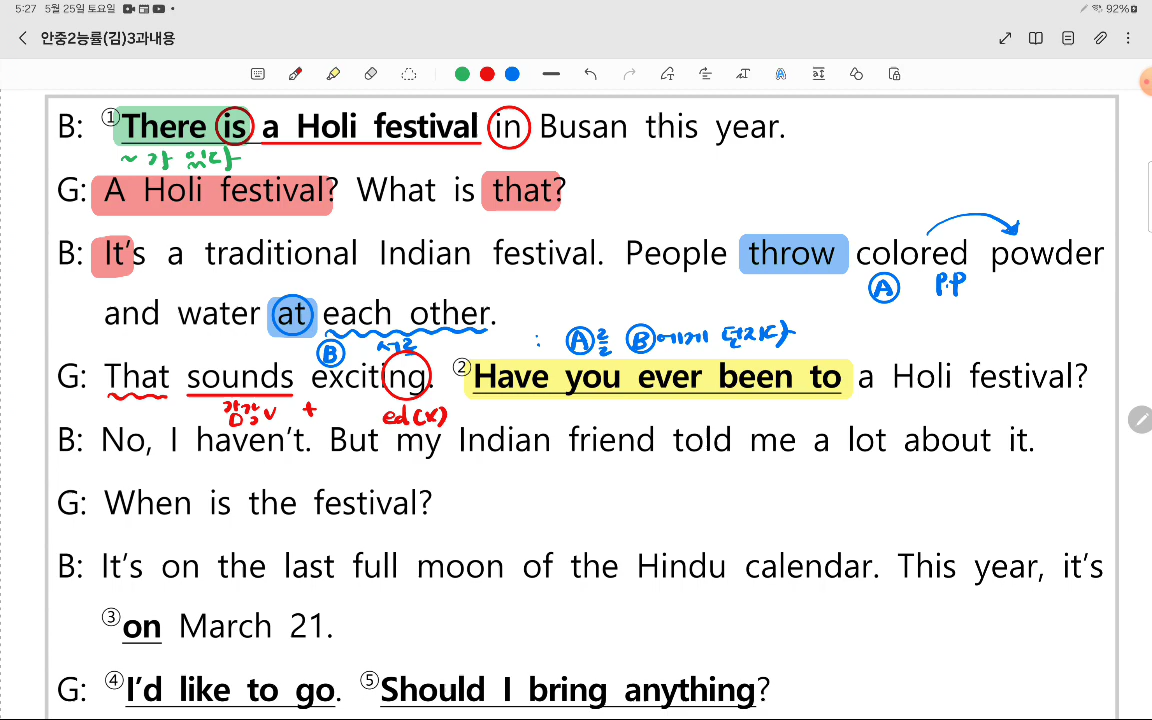 5:27 5월 25일 토요일
92%
안중2능률(김)3과내용
B: ①There is a Holi festival in Busan this year.
~가 있다
G: A Holi festival? What is that?
B: It's a traditional Indian festival. People throw colored powder
A P.P
and water at each other.
B 서로 : A를 B에게 던지다
G: That sounds exciting. ②Have you ever been to a Holi festival?
감각V + ed(x)
B: No, I haven't. But my Indian friend told me a lot about it.
G: When is the festival?
B: It's on the last full moon of the Hindu calendar. This year, it's
③on March 21.
G: ④I'd like to go. ⑤Should I bring anything?